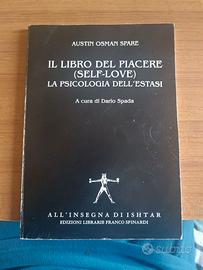 AUSTIN OSMAN SPARE
IL LIBRO DEL PIACERE
(SELF-LOVE)
LA PSICOLOGIA DELL'ESTASI
A cura di Dario Spada
ALL'INSEGNA DI ISHTAR
EDIZIONI LIBRARIE FRANCO SPINARDI
subito